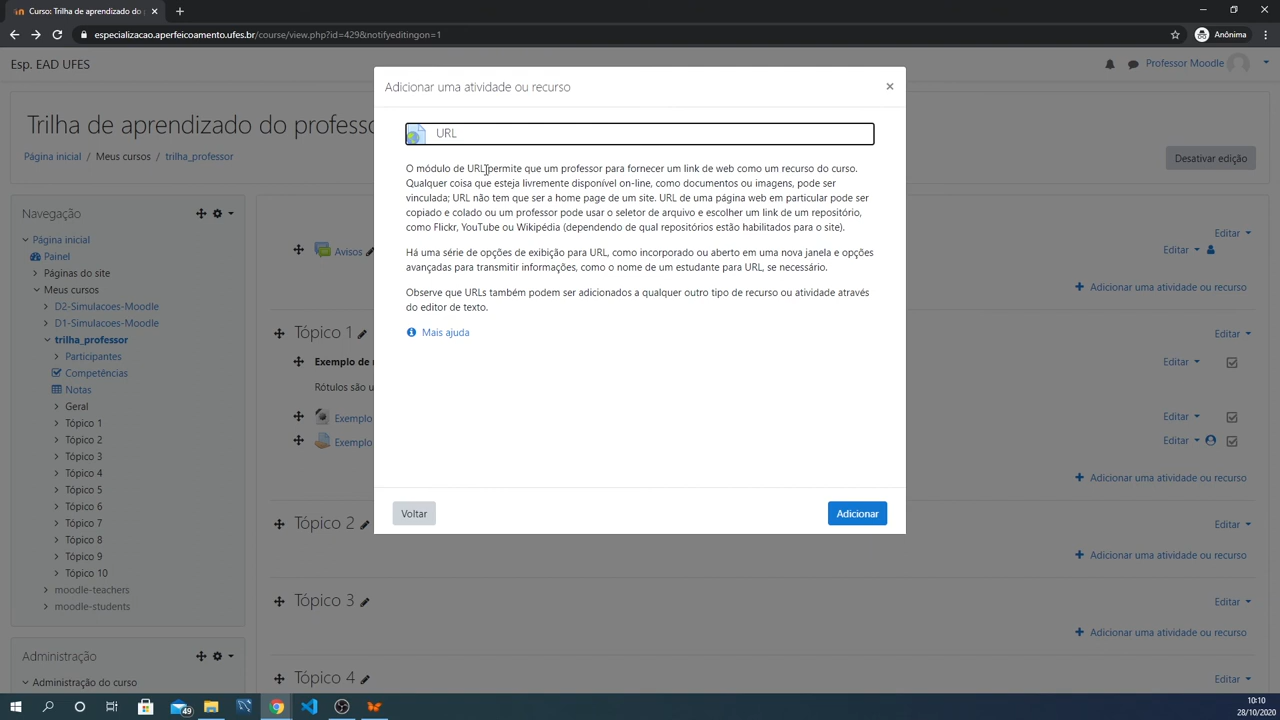 Curso: Trilha de aprendizado do p
especializacao.aperfeicoamento.ufes.br/course/view.php?id=429&notifyeditingon=1
Anônima
Esp. EAD UFES
Professor Moodle
Adicionar uma atividade ou recurso
Trilha de aprendizado do profess
Página inicial / Meus cursos / trilha_professor
Desativar edição
URL
O módulo de URL permite que um professor para fornecer um link de web como um recurso do curso.
Qualquer coisa que esteja livremente disponível on-line, como documentos ou imagens, pode ser
vinculada; URL não tem que ser a home page de um site. URL de uma página web em particular pode ser
copiado e colado ou um professor pode usar o seletor de arquivo e escolher um link de um repositório,
como Flickr, YouTube ou Wikipédia (dependendo de qual repositórios estão habilitados para o site).
Há uma série de opções de exibição para URL, como incorporado ou aberto em uma nova janela e opções
avançadas para transmitir informações, como o nome de um estudante para URL, se necessário.
Observe que URLs também podem ser adicionados a qualquer outro tipo de recurso ou atividade através
do editor de texto.
Mais ajuda
Voltar
Adicionar
Navegação
Página inicial
Painel
Páginas do site
Meus cursos
D2-Simulacoes-Moodle
D1-Simulacoes-Moodle
trilha_professor
Participantes
Competências
Notas
Geral
Tópico 1
Tópico 2
Tópico 3
Tópico 4
Tópico 5
Tópico 6
Tópico 7
Tópico 8
Tópico 9
Tópico 10
moodle-teachers
moodle-students
Administração
Administração do curso
Editar
Avisos
Editar
Adicionar uma atividade ou recurso
Tópico 1
Editar
Exemplo de
Editar
Rótulos são u
Exemplo
Editar
Exemplo
Editar
Adicionar uma atividade ou recurso
Tópico 2
Editar
Adicionar uma atividade ou recurso
Tópico 3
Editar
Adicionar uma atividade ou recurso
Tópico 4
Editar
49
10:10
28/10/2020